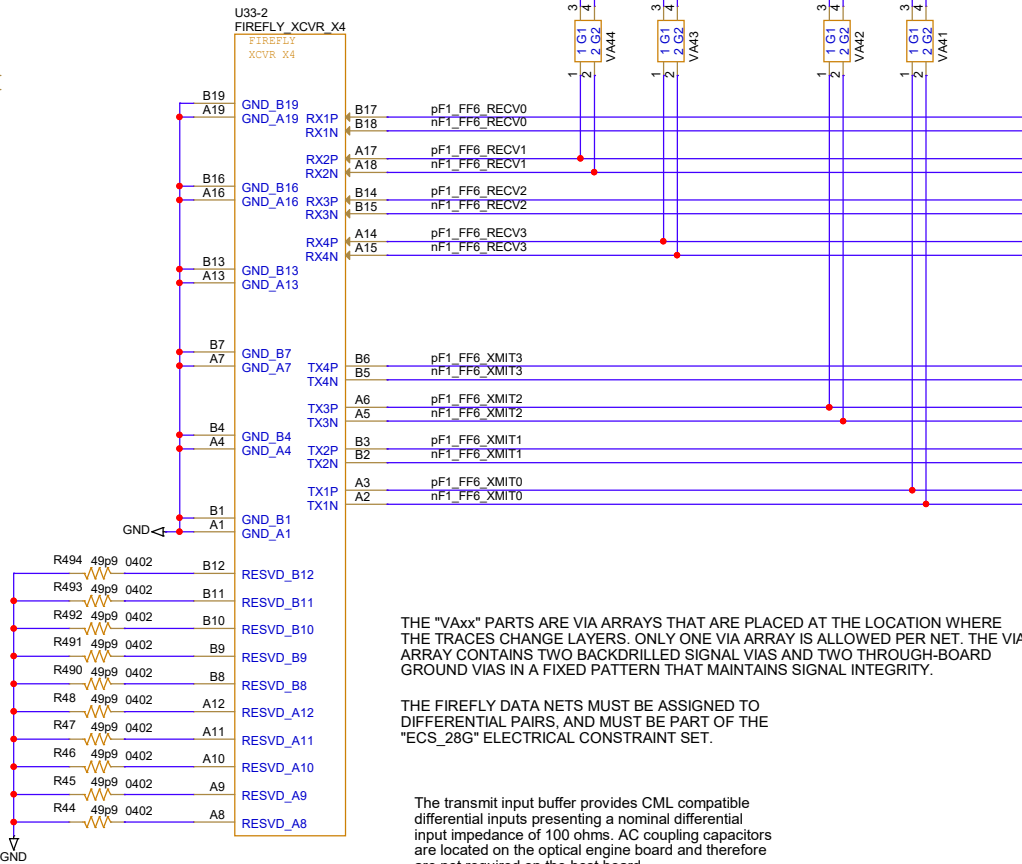 U33-2
FIREFLY_XCVR_X4
FIREFLY
XCVR X4
3 4
1 G1
2 G2
VA44
1 2
3 4
1 G1
2 G2
VA43
1 2
3 4
1 G1
2 G2
VA42
1 2
3 4
1 G1
2 G2
VA41
1 2
B19 GND_B19
A19 GND_A19
B16 GND_B16
A16 GND_A16
B13 GND_B13
A13 GND_A13
B7 GND_B7
A7 GND_A7
B4 GND_B4
A4 GND_A4
B1 GND_B1
GND A1 GND_A1
RX1P B17 pF1_FF6_RECV0
RX1N B18 nF1_FF6_RECV0
RX2P A17 pF1_FF6_RECV1
RX2N A18 nF1_FF6_RECV1
RX3P B14 pF1_FF6_RECV2
RX3N B15 nF1_FF6_RECV2
RX4P A14 pF1_FF6_RECV3
RX4N A15 nF1_FF6_RECV3
TX4P B6 pF1_FF6_XMIT3
TX4N B5 nF1_FF6_XMIT3
TX3P A6 pF1_FF6_XMIT2
TX3N A5 nF1_FF6_XMIT2
TX2P B3 pF1_FF6_XMIT1
TX2N B2 nF1_FF6_XMIT1
TX1P A3 pF1_FF6_XMIT0
TX1N A2 nF1_FF6_XMIT0
R494 49p9 0402 B12 RESVD_B12
R493 49p9 0402 B11 RESVD_B11
R492 49p9 0402 B10 RESVD_B10
R491 49p9 0402 B9 RESVD_B9
R490 49p9 0402 B8 RESVD_B8
R48 49p9 0402 A12 RESVD_A12
R47 49p9 0402 A11 RESVD_A11
R46 49p9 0402 A10 RESVD_A10
R45 49p9 0402 A9 RESVD_A9
R44 49p9 0402 A8 RESVD_A8
GND
THE "VAxx" PARTS ARE VIA ARRAYS THAT ARE PLACED AT THE LOCATION WHERE
THE TRACES CHANGE LAYERS. ONLY ONE VIA ARRAY IS ALLOWED PER NET. THE VIA
ARRAY CONTAINS TWO BACKDRILLED SIGNAL VIAS AND TWO THROUGH-BOARD
GROUND VIAS IN A FIXED PATTERN THAT MAINTAINS SIGNAL INTEGRITY.
THE FIREFLY DATA NETS MUST BE ASSIGNED TO
DIFFERENTIAL PAIRS, AND MUST BE PART OF THE
"ECS_28G" ELECTRICAL CONSTRAINT SET.
The transmit input buffer provides CML compatible
differential inputs presenting a nominal differential
input impedance of 100 ohms. AC coupling capacitors
are located on the optical engine board and therefore
are not required on the host board